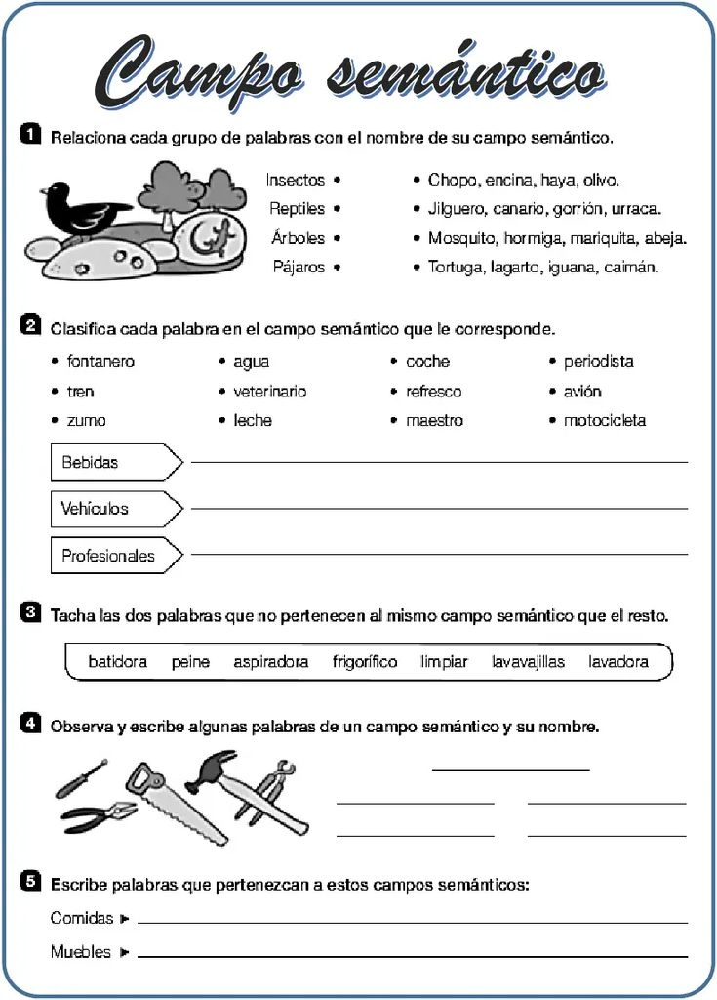 Campo semántico
1 Relaciona cada grupo de palabras con el nombre de su campo semántico.
Insectos • • Chopo, encina, haya, olivo.
Reptiles • • Jilguero, canario, gorrión, urraca.
Árboles • • Mosquito, hormiga, mariquita, abeja.
Pájaros • • Tortuga, lagarto, iguana, caimán.
2 Clasifica cada palabra en el campo semántico que le corresponde.
• fontanero • agua • coche • periodista
• tren • veterinario • refresco • avión
• zumo • leche • maestro • motocicleta
Bebidas
Vehículos
Profesionales
3 Tacha las dos palabras que no pertenecen al mismo campo semántico que el resto.
batidora peine aspiradora frigorífico limpiar lavavajillas lavadora
4 Observa y escribe algunas palabras de un campo semántico y su nombre.
5 Escribe palabras que pertenezcan a estos campos semánticos:
Comidas ►
Muebles ►